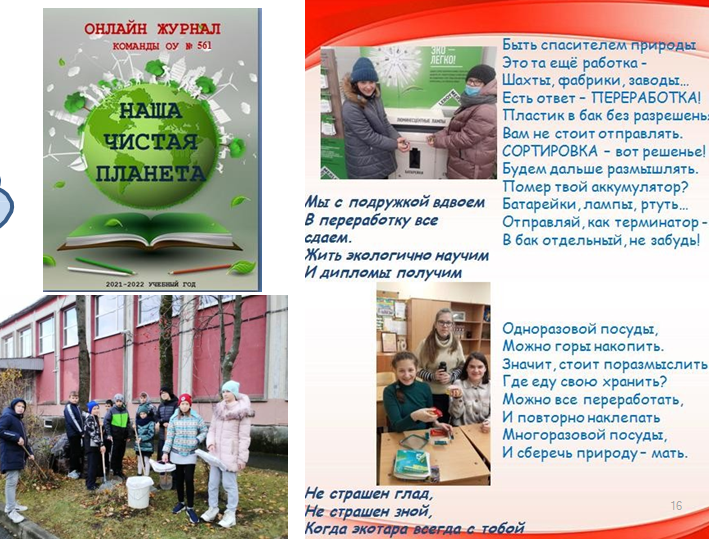 ОНЛАЙН ЖУРНАЛ
КОМАНДЫ ОУ № 561
НАША
ЧИСТАЯ
ПЛАНЕТА
2021-2022 УЧЕБНЫЙ ГОД
ЭКО —
ЛЕГКО!
ЛЮМИНЕСЦЕНТНЫЕ ЛАМПЫ
БАТАРЕЙКИ
Мы с подружкой вдвоем
В переработку все
сдаем.
Жить экологично научим
И дипломы получим
Быть спасителем природы
Это та ещё работка –
Шахты, фабрики, заводы...
Есть ответ – ПЕРЕРАБОТКА!
Пластик в бак без разрешень
Вам не стоит отправлять.
СОРТИРОВКА – вот решенье!
Будем дальше размышлять.
Помер твой аккумулятор?
Батарейки, лампы, ртуть...
Отправляй, как терминатор –
В бак отдельный, не забудь!
Одноразовой посуды,
Можно горы накопить.
Значит, стоит поразмыслить
Где еду свою хранить?
Можно все переработать,
И повторно наклепать
Многоразовой посуды,
И сберечь природу – мать.
Не страшен глад,
Не страшен зной,
Когда экотара всегда с тобой
16